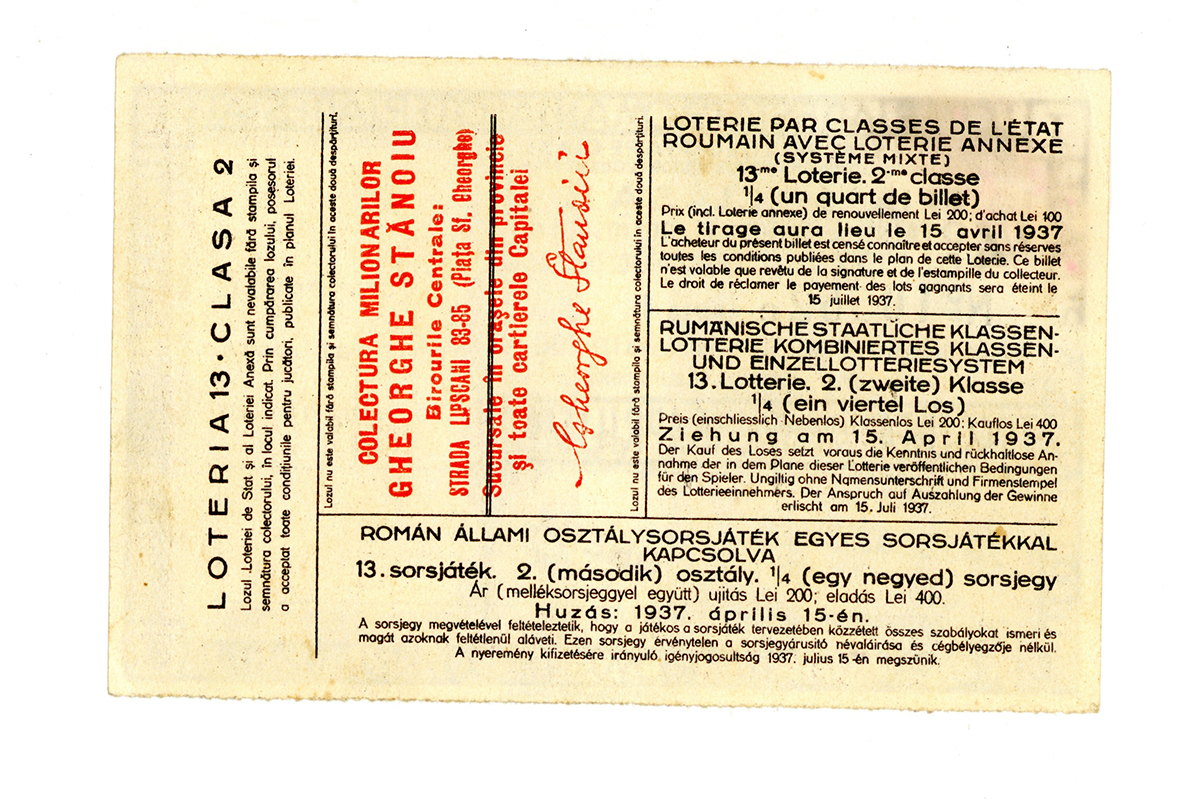 LOTERIA 13 · CLASA 2
Lozul Loteriei de Stat și al Loteriei Anexă sunt nevalabile fără stampila și
semnătura colectorului, în locul indicat. Prin cumpărarea lozului, posesorul
a acceptat toate condițiunile pentru jucători, publicate în planul Loteriei.
Lozul nu este valabil fără stampila și semnătura colectorului în aceste două despărțituri.
COLECTURA MILIONARILOR
GHEORGHE STĂNOIU
Birourile Centrale:
STRADA LIPSCANI 83-85 (Piața Sf. Gheorghe)
Sucursale în orașele din provincie
și toate cartierele Capitalei
Gheorghe Stanoiu
Lozul nu este valabil fără stampila și semnătura colectorului în aceste două despărțituri.
LOTERIE PAR CLASSES DE L'ÉTAT
ROUMAIN AVEC LOTERIE ANNEXE
(SYSTÈME MIXTE)
13me Loterie. 2-me classe
1/4 (un quart de billet)
Prix (incl. Loterie annexe) de renouvellement Lei 200; d'achat Lei 400
Le tirage aura lieu le 15 avril 1937
L'acheteur du présent billet est censé connaître et accepter sans réserves
toutes les conditions publiées dans le plan de cette Loterie. Ce billet
n'est valable que revêtu de la signature et de l'estampille du collecteur.
Le droit de réclamer le payement des lots gagnants sera éteint le
15 juillet 1937.
RUMÄNISCHE STAATLICHE KLASSEN-
LOTTERIE KOMBINIERTES KLASSEN-
UND EINZELLOTTERIESYSTEM
13. Lotterie. 2. (zweite) Klasse
1/4 (ein viertel Los)
Preis (einschliesslich Nebenlos) Klassenlos Lei 200; Kauflos Lei 400
Ziehung am 15. April 1937.
Der Kauf des Loses setzt voraus die Kenntnis und rückhaltlose An-
nahme der in dem Plane dieser Lotterie veröffentlichen Bedingungen
für den Spieler. Ungiltig ohne Namensunterschrift und Firmenstempel
des Lotterieeinnehmers. Der Anspruch auf Auszahlung der Gewinne
erlischt am 15. Juli 1937.
ROMÁN ÁLLAMI OSZTÁLYSORSJÁTÉK EGYES SORSJÁTÉKKAL
KAPCSOLVA
13. sorsjáték. 2. (második) osztály. 1/4 (egy negyed) sorsjegy
Ár (melléksorsjeggyel együtt) ujitás Lei 200; eladás Lei 400.
Huzás: 1937. április 15-én.
A sorsjegy megvételével feltételeztetik, hogy a játékos a sorsjáték tervezetében közzétett összes szabályokat ismeri és
magát azoknak feltétlenül aláveti. Ezen sorsjegy érvénytelen a sorsjegyárusitó névaláirása és cégbélyegzője nélkül.
A nyeremény kifizetésére irányuló igényjogosultság 1937. julius 15-én megszünik.